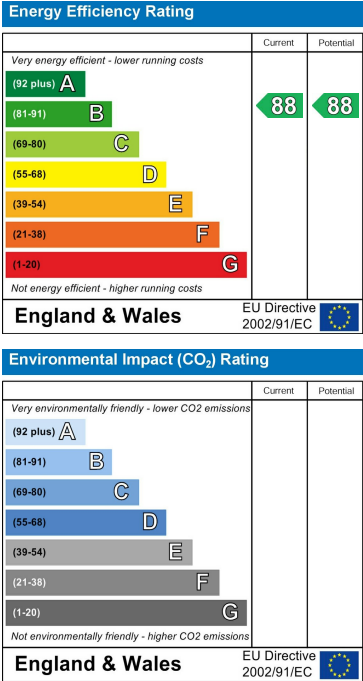 Energy Efficiency Rating
Current Potential
Very energy efficient - lower running costs
(92 plus) A
(81-91) B 88 88
(69-80) C
(55-68) D
(39-54) E
(21-38) F
(1-20) G
Not energy efficient - higher running costs
England & Wales
EU Directive
2002/91/EC
Environmental Impact (CO₂) Rating
Current Potential
Very environmentally friendly - lower CO2 emissions
(92 plus) A
(81-91) B
(69-80) C
(55-68) D
(39-54) E
(21-38) F
(1-20) G
Not environmentally friendly - higher CO2 emissions
England & Wales
EU Directive
2002/91/EC